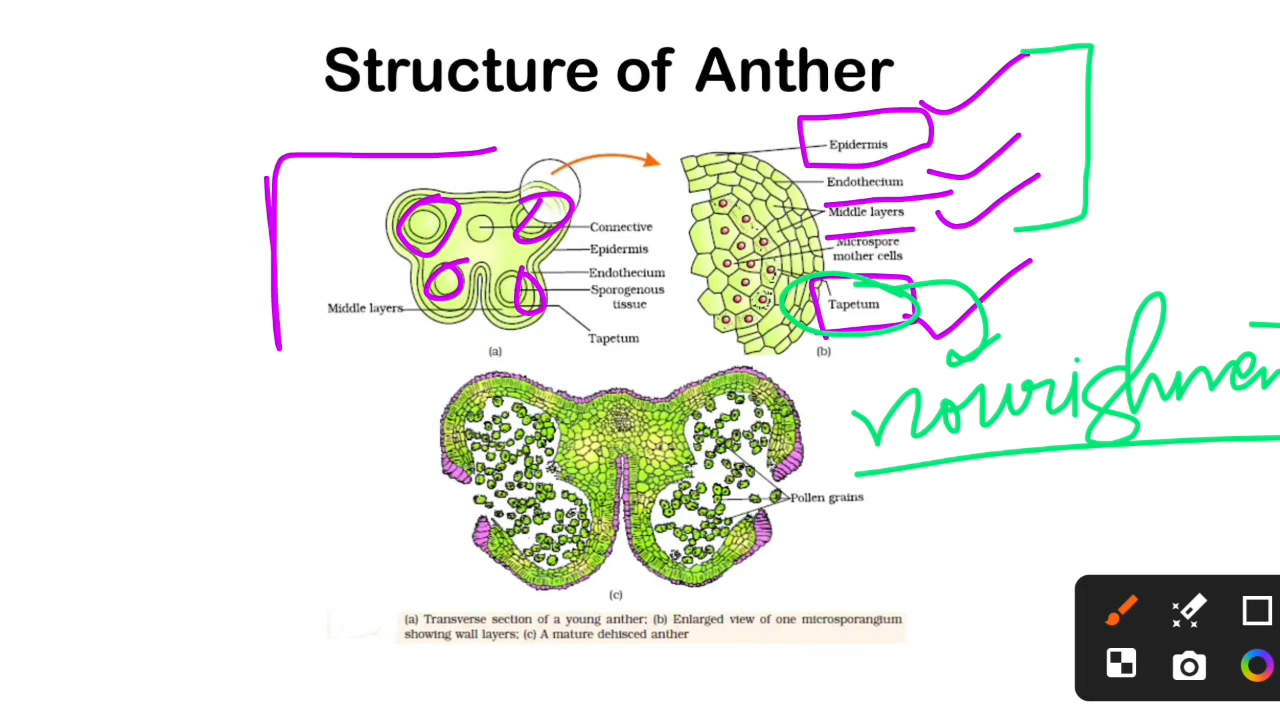 Structure of Anther
Connective
Epidermis
Endothecium
Sporogenous
tissue
Middle layers
Tapetum
(a)
Epidermis
Endothecium
Middle layers
Microspore
mother cells
Tapetum
(b)
nourishmen
Pollen grains
(c)
(a) Transverse section of a young anther; (b) Enlarged view of one microsporangium
showing wall layers; (c) A mature dehisced anther